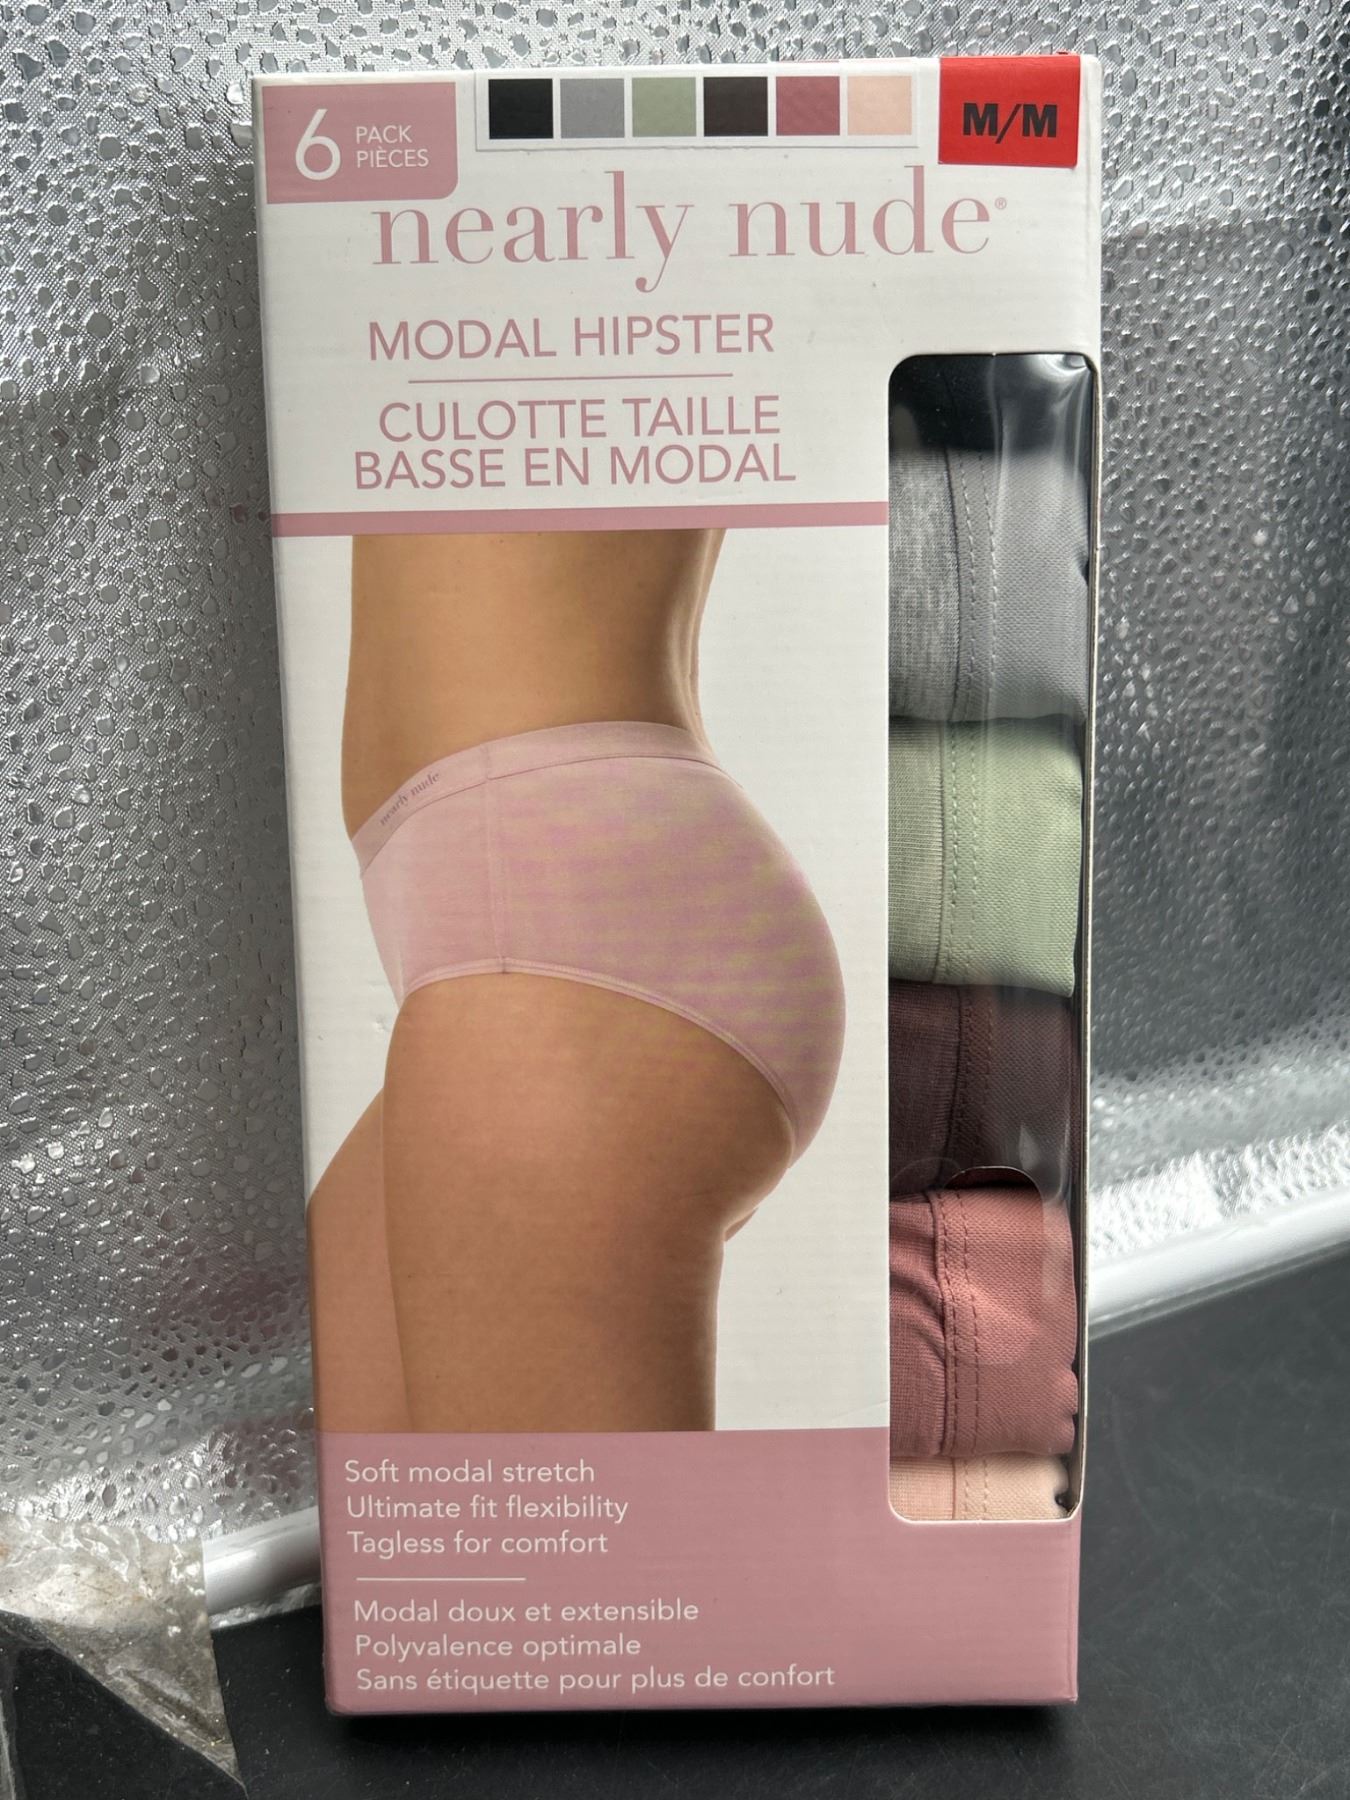 6 PACK
PIÈCES
M/M
nearly nude®
MODAL HIPSTER
CULOTTE TAILLE
BASSE EN MODAL
nearly nude
Soft modal stretch
Ultimate fit flexibility
Tagless for comfort
Modal doux et extensible
Polyvalence optimale
Sans étiquette pour plus de confort